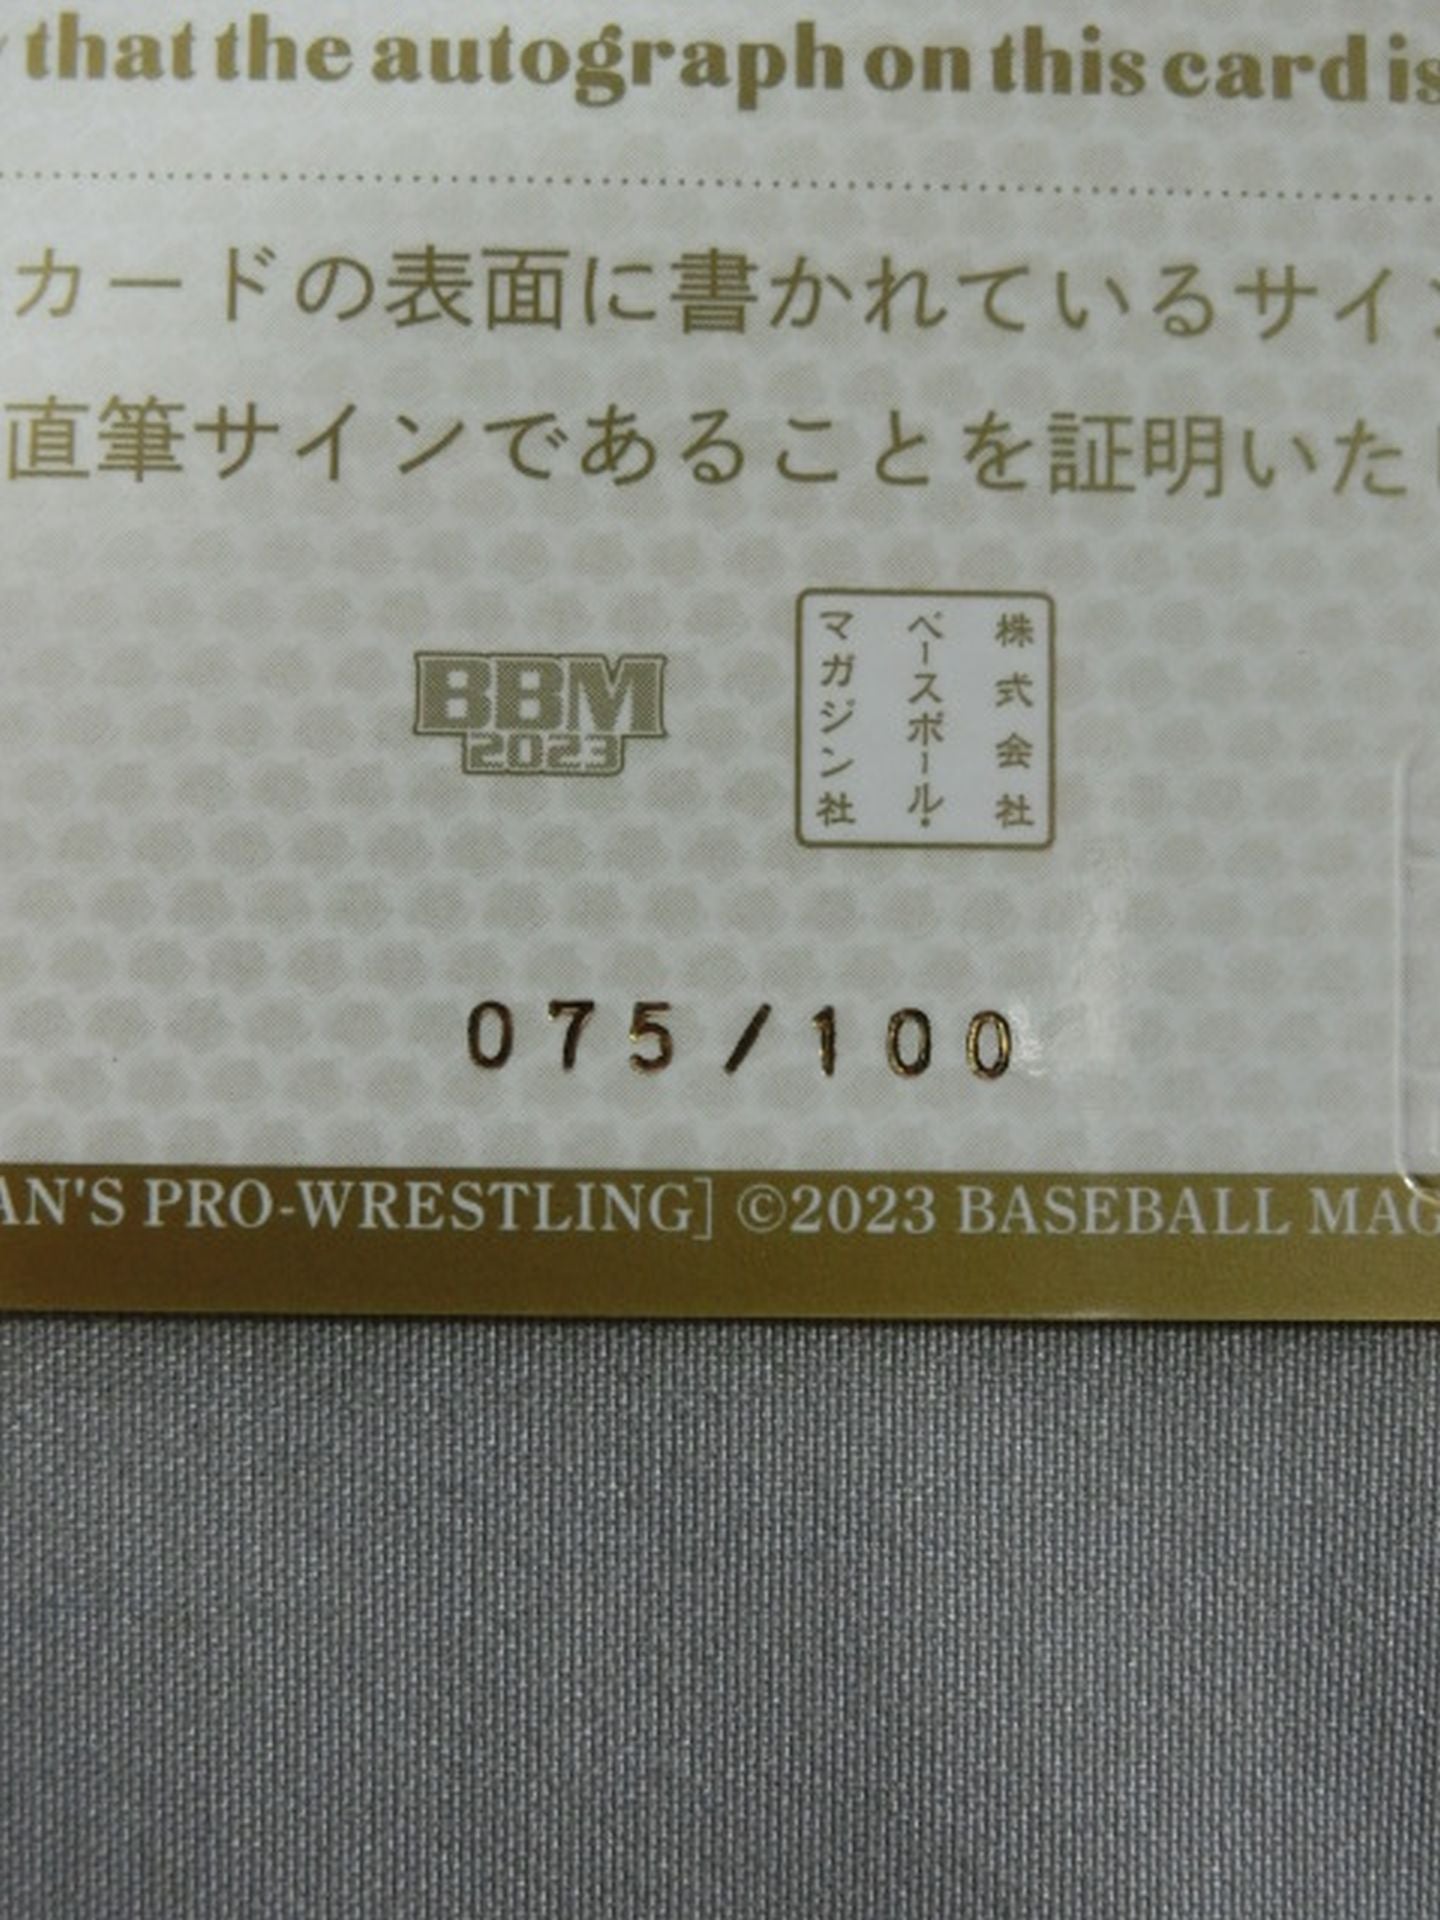 that the autograph on this card is
カードの表面に書かれているサイン
直筆サインであることを証明いた
BBM
2023
株式会社
ベースボール・
マガジン社
075/100
AN'S PRO-WRESTLING] ©2023 BASEBALL MAG